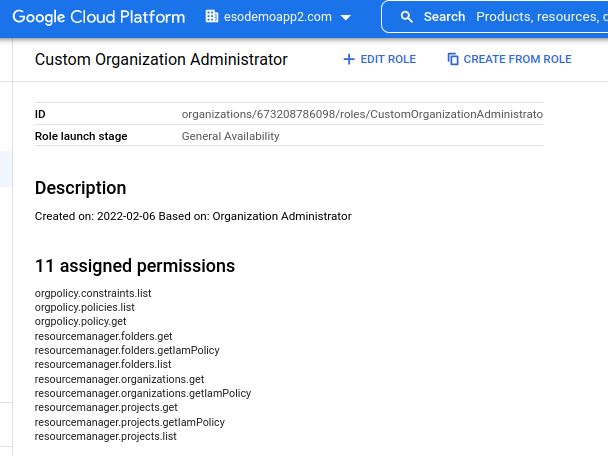 Google Cloud Platform esodemoapp2.com Search Products, resources,
Custom Organization Administrator EDIT ROLE CREATE FROM ROLE
ID organizations/673208786098/roles/CustomOrganizationAdministrato
Role launch stage General Availability
Description
Created on: 2022-02-06 Based on: Organization Administrator
11 assigned permissions
orgpolicy.constraints.list
orgpolicy.policies.list
orgpolicy.policy.get
resourcemanager.folders.get
resourcemanager.folders.getIamPolicy
resourcemanager.folders.list
resourcemanager.organizations.get
resourcemanager.organizations.getIamPolicy
resourcemanager.projects.get
resourcemanager.projects.getIamPolicy
resourcemanager.projects.list